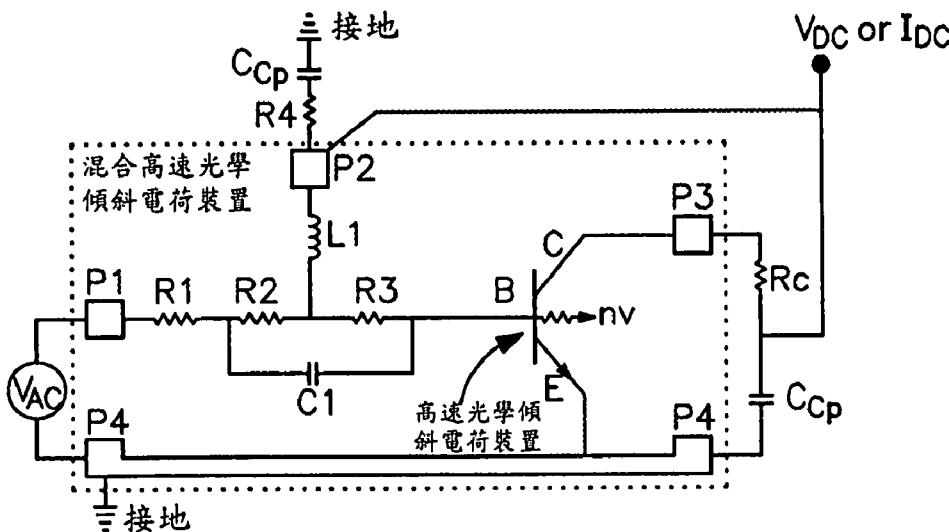 接地
V_DC or I_DC
C_Cp
R4
混合高速光學
傾斜電荷裝置
P2
P3
L1
C
Rc
P1
R1
R2
R3
B
nv
V_AC
C1
E
高速光學傾
斜電荷裝置
C_Cp
P4
P4
接地